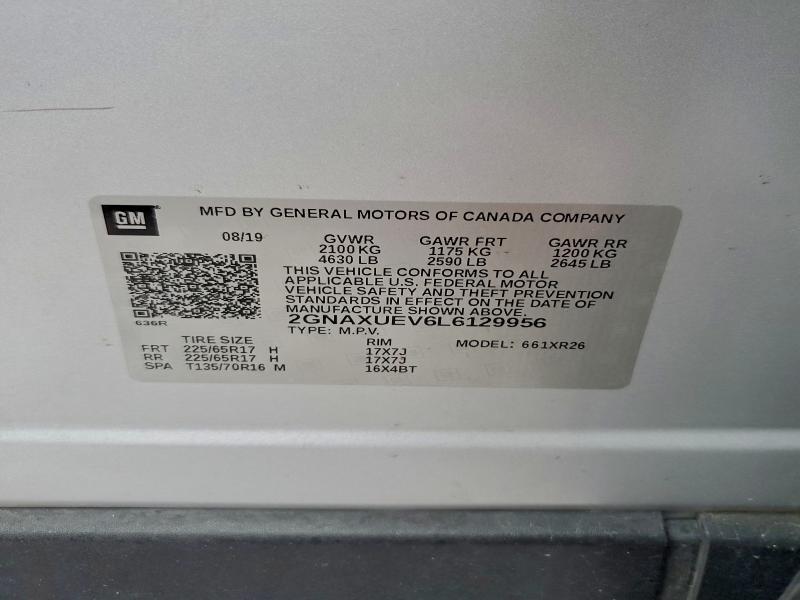 GM
MFD BY GENERAL MOTORS OF CANADA COMPANY
08/19 GVWR GAWR FRT GAWR RR
2100 KG 1175 KG 1200 KG
4630 LB 2590 LB 2645 LB
THIS VEHICLE CONFORMS TO ALL
APPLICABLE U.S. FEDERAL MOTOR
VEHICLE SAFETY AND THEFT PREVENTION
STANDARDS IN EFFECT ON THE DATE OF
MANUFACTURE SHOWN ABOVE.
636R
2GNAXUEV6L6129956
TYPE: M.P.V.
TIRE SIZE RIM MODEL: 661XR26
FRT 225/65R17 H 17X7J
RR 225/65R17 H 17X7J
SPA T135/70R16 M 16X4BT